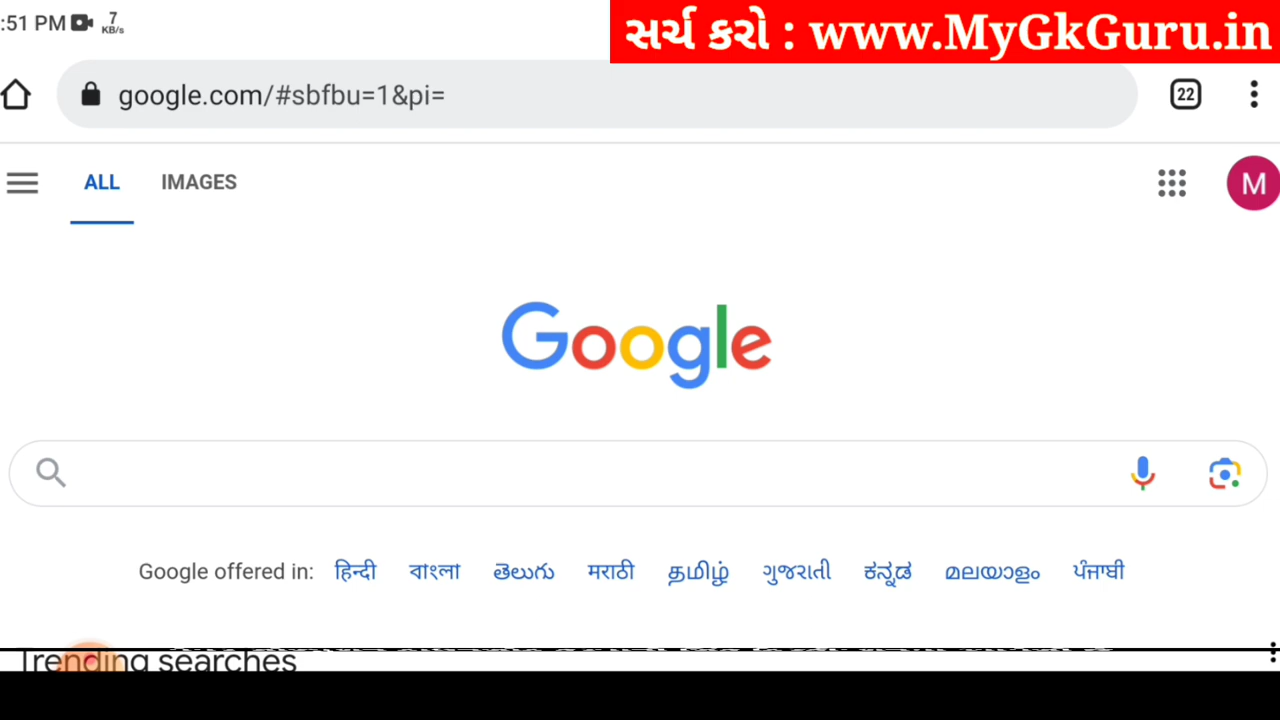 :51 PM 7 KB/s
સર્ચ કરો : www.MyGkGuru.in
google.com/#sbfbu=1&pi=
22
ALL IMAGES
M
Google
Google offered in: हिन्दी বাংলা తెలుగు मराठी தமிழ் ગુજરાતી ಕನ್ನಡ മലയാളം ਪੰਜਾਬੀ
Trending searches